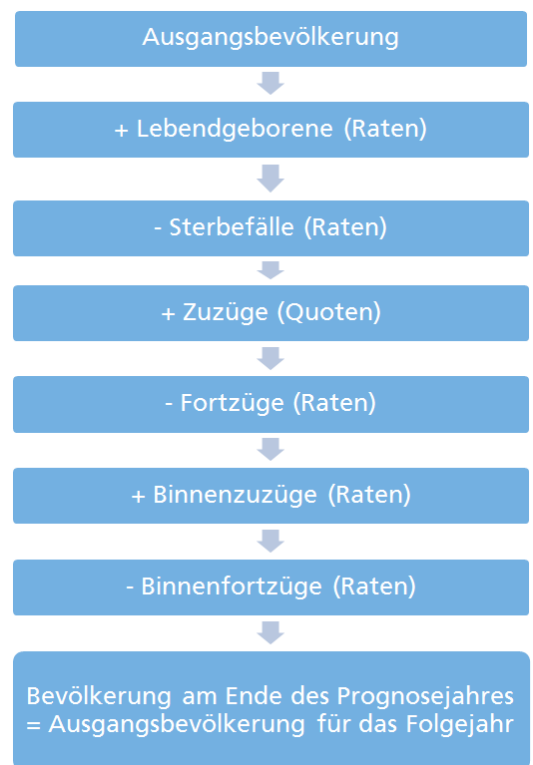 Ausgangsbevölkerung
+ Lebendgeborene (Raten)
- Sterbefälle (Raten)
+ Zuzüge (Quoten)
- Fortzüge (Raten)
+ Binnenzuzüge (Raten)
- Binnenfortzüge (Raten)
Bevölkerung am Ende des Prognosejahres
= Ausgangsbevölkerung für das Folgejahr